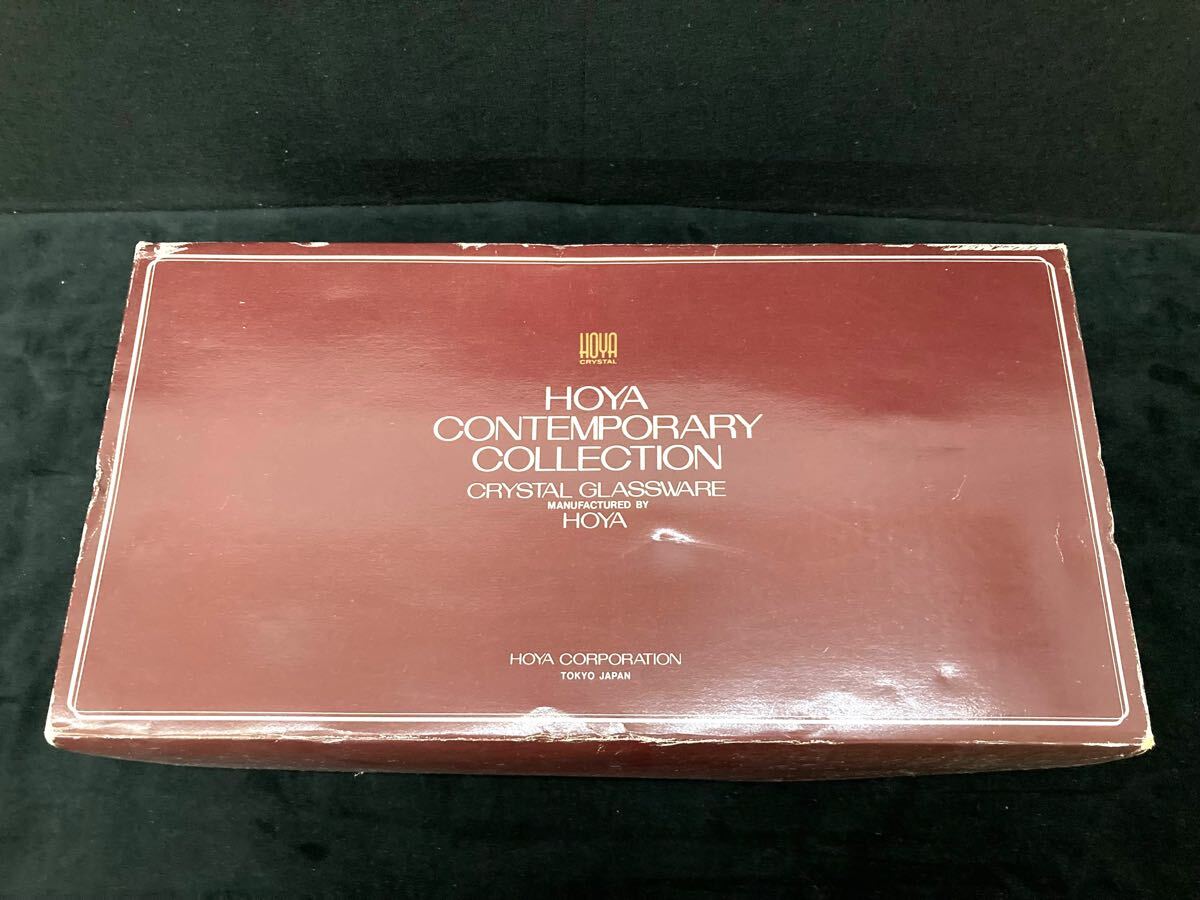 HOYA
CRYSTAL
HOYA
CONTEMPORARY
COLLECTION
CRYSTAL GLASSWARE
MANUFACTURED BY
HOYA
HOYA CORPORATION
TOKYO JAPAN